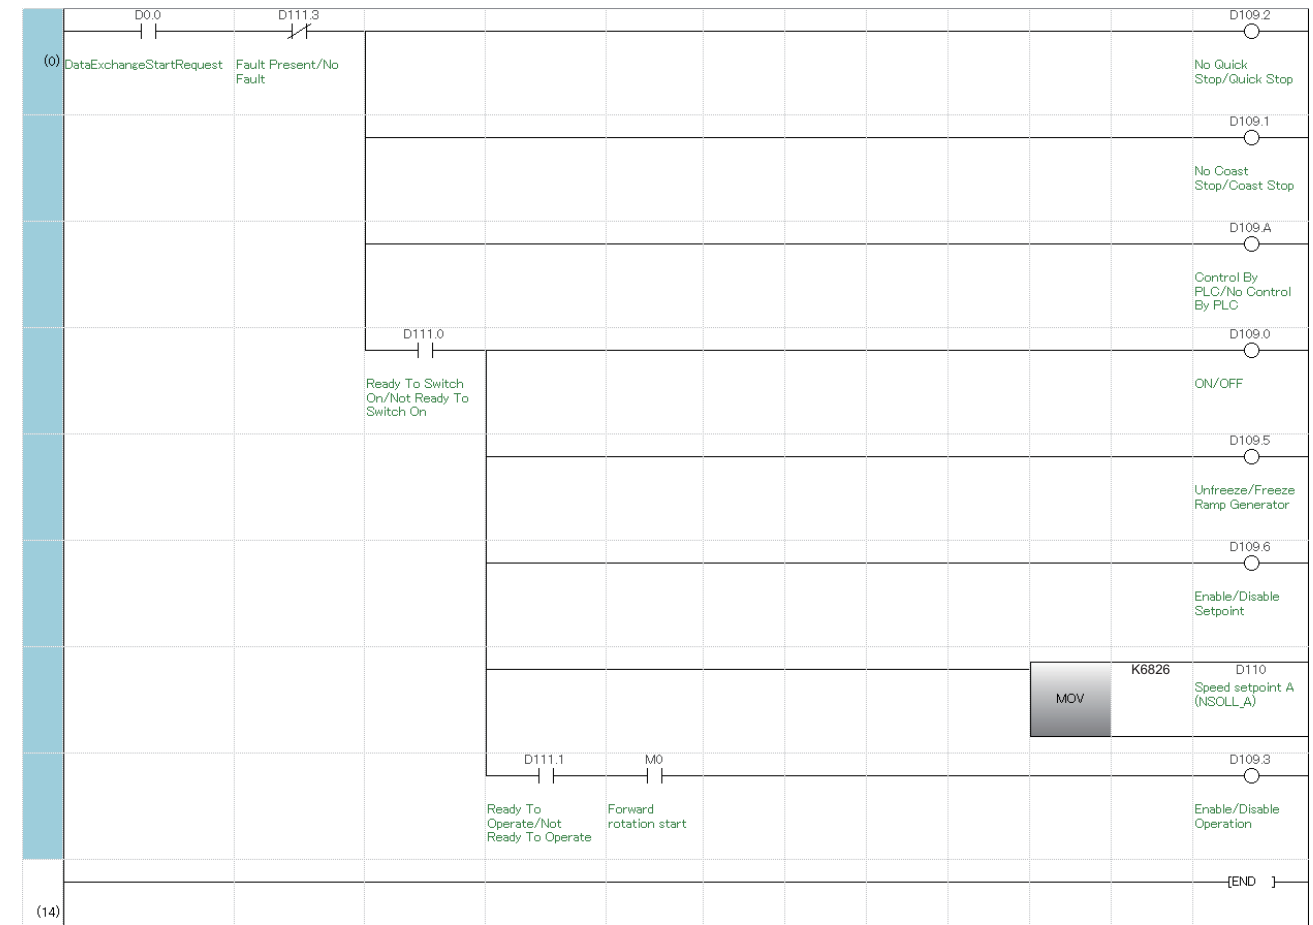 D0.0 D111.3 D109.2
(0) DataExchangeStartRequest Fault Present/No No Quick
Fault Stop/Quick Stop
D109.1
No Coast
Stop/Coast Stop
D109.A
Control By
PLC/No Control
By PLC
D111.0 D109.0
Ready To Switch ON/OFF
On/Not Ready To
Switch On
D109.5
Unfreeze/Freeze
Ramp Generator
D109.6
Enable/Disable
Setpoint
K6826 D110
MOV Speed setpoint A
(NSOLL_A)
D111.1 M0 D109.3
Ready To Forward Enable/Disable
Operate/Not rotation start Operation
Ready To Operate
[END ]
(14)